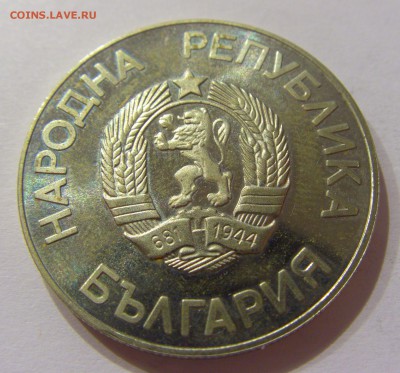 COINS.LAVE.RU
НАРОДНА РЕПУБЛИКА
681 1944
БЪЛГАРИЯ